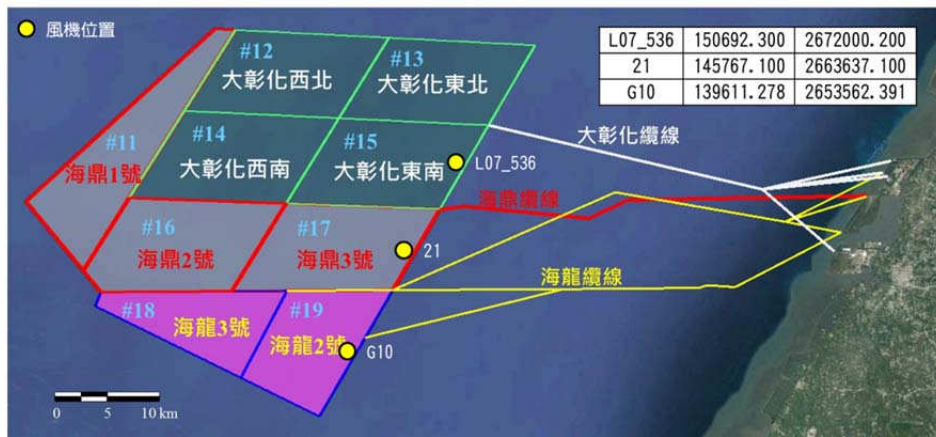 風機位置
L07_536 150692.300 2672000.200
21 145767.100 2663637.100
G10 139611.278 2653562.391
#12
大彰化西北
#13
大彰化東北
大彰化纜線
#11
海鼎1號
#14
大彰化西南
#15
大彰化東南
L07_536
海鼎纜線
#16
海鼎2號
#17
海鼎3號
21
海龍纜線
#18
海龍3號
#19
海龍2號
G10
0 5 10 km